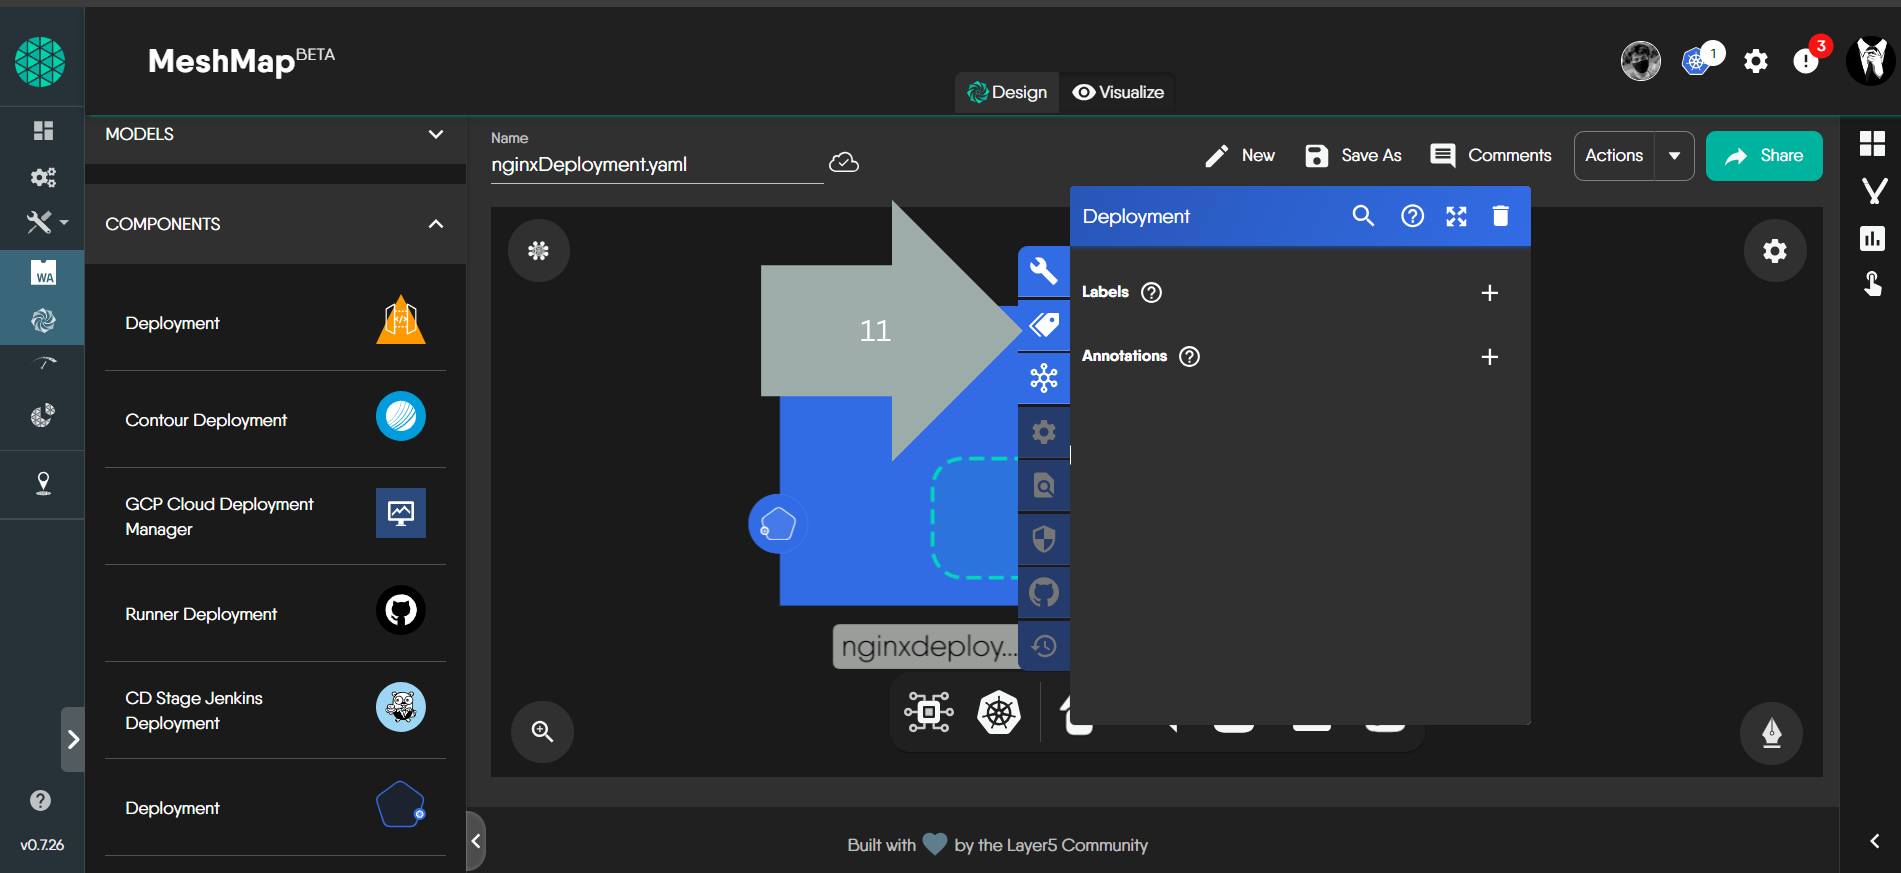 MeshMapBETA
1
3
Design
Visualize
MODELS
COMPONENTS
Deployment
Contour Deployment
GCP Cloud Deployment
Manager
Runner Deployment
CD Stage Jenkins
Deployment
Deployment
WA
v0.7.26
Name
nginxDeployment.yaml
New
Save As
Comments
Actions
Share
11
nginxdeploy...
Deployment
Labels
Annotations
Built with by the Layer5 Community